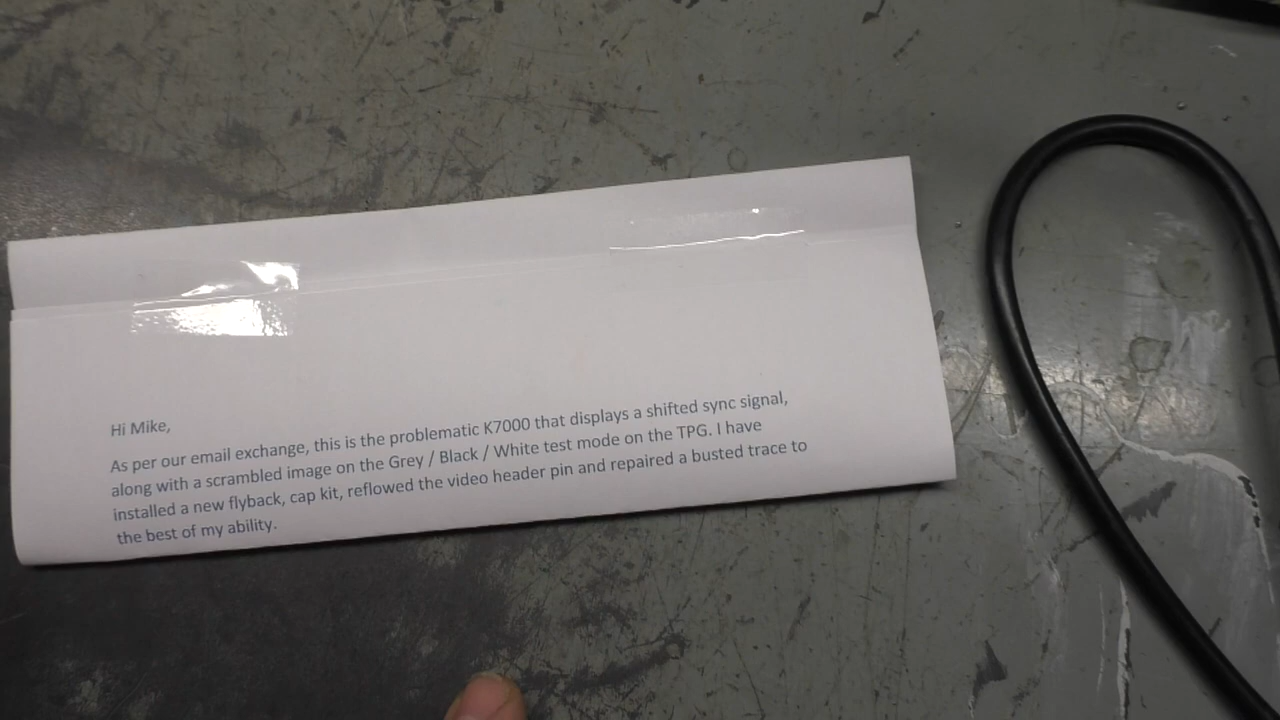 Hi Mike,
As per our email exchange, this is the problematic K7000 that displays a shifted sync signal,
along with a scrambled image on the Grey / Black / White test mode on the TPG. I have
installed a new flyback, cap kit, reflowed the video header pin and repaired a busted trace to
the best of my ability.